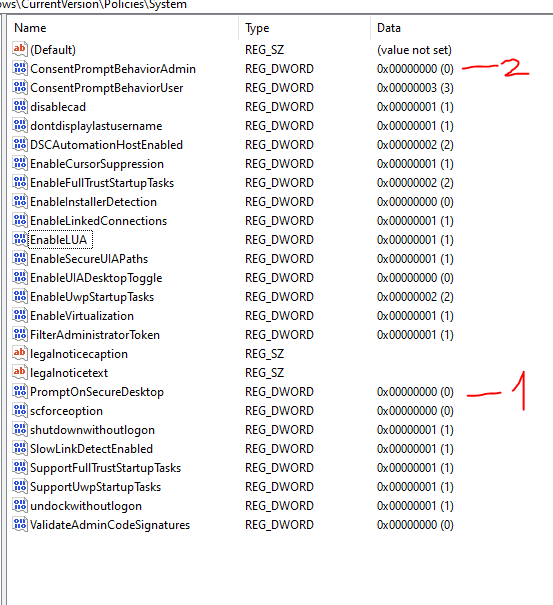 ows\CurrentVersion\Policies\System
Name Type Data
(Default) REG_SZ (value not set)
ConsentPromptBehaviorAdmin REG_DWORD 0x00000000 (0) 2
ConsentPromptBehaviorUser REG_DWORD 0x00000003 (3)
disablecad REG_DWORD 0x00000001 (1)
dontdisplaylastusername REG_DWORD 0x00000001 (1)
DSCAutomationHostEnabled REG_DWORD 0x00000002 (2)
EnableCursorSuppression REG_DWORD 0x00000001 (1)
EnableFullTrustStartupTasks REG_DWORD 0x00000002 (2)
EnableInstallerDetection REG_DWORD 0x00000000 (0)
EnableLinkedConnections REG_DWORD 0x00000001 (1)
EnableLUA REG_DWORD 0x00000001 (1)
EnableSecureUIAPaths REG_DWORD 0x00000001 (1)
EnableUIADesktopToggle REG_DWORD 0x00000000 (0)
EnableUwpStartupTasks REG_DWORD 0x00000002 (2)
EnableVirtualization REG_DWORD 0x00000001 (1)
FilterAdministratorToken REG_DWORD 0x00000001 (1)
legalnoticecaption REG_SZ
legalnoticetext REG_SZ
PromptOnSecureDesktop REG_DWORD 0x00000000 (0) 1
scforceoption REG_DWORD 0x00000000 (0)
shutdownwithoutlogon REG_DWORD 0x00000001 (1)
SlowLinkDetectEnabled REG_DWORD 0x00000001 (1)
SupportFullTrustStartupTasks REG_DWORD 0x00000001 (1)
SupportUwpStartupTasks REG_DWORD 0x00000001 (1)
undockwithoutlogon REG_DWORD 0x00000001 (1)
ValidateAdminCodeSignatures REG_DWORD 0x00000000 (0)